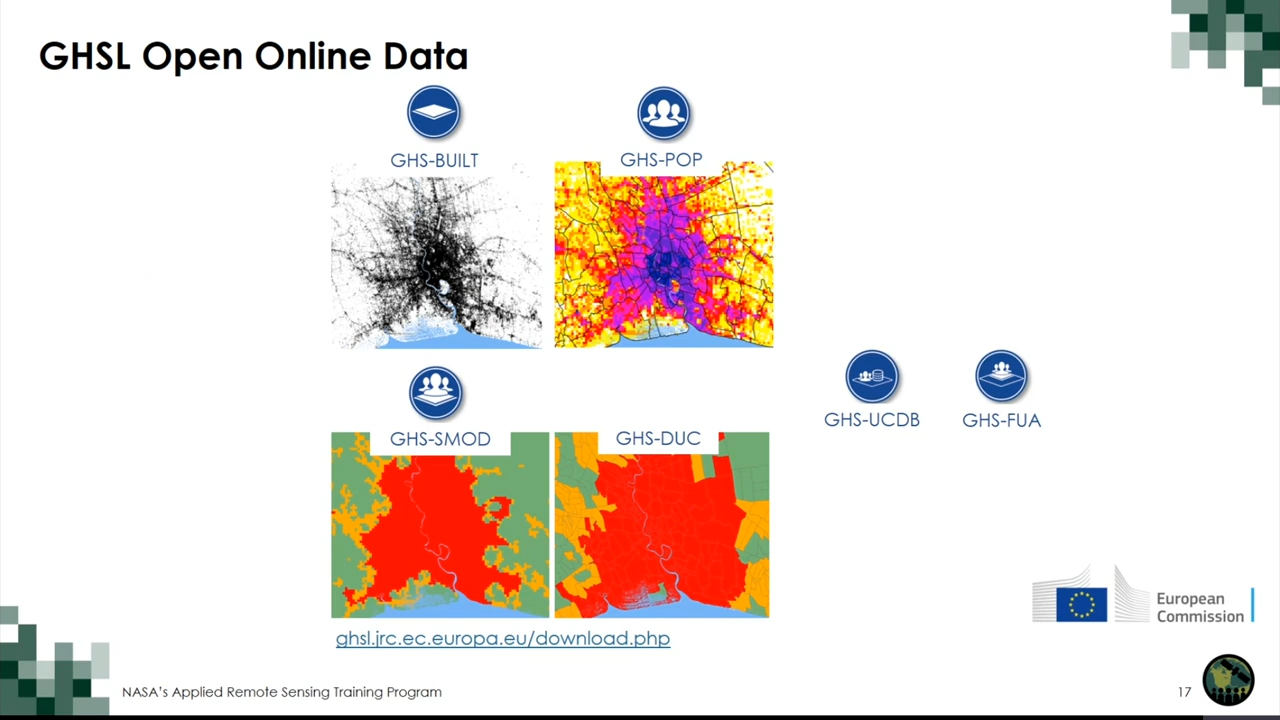 GHSL Open Online Data
GHS-BUILT
GHS-POP
GHS-SMOD
GHS-DUC
GHS-UCDB
GHS-FUA
ghsl.jrc.ec.europa.eu/download.php
European
Commission
NASA's Applied Remote Sensing Training Program
17